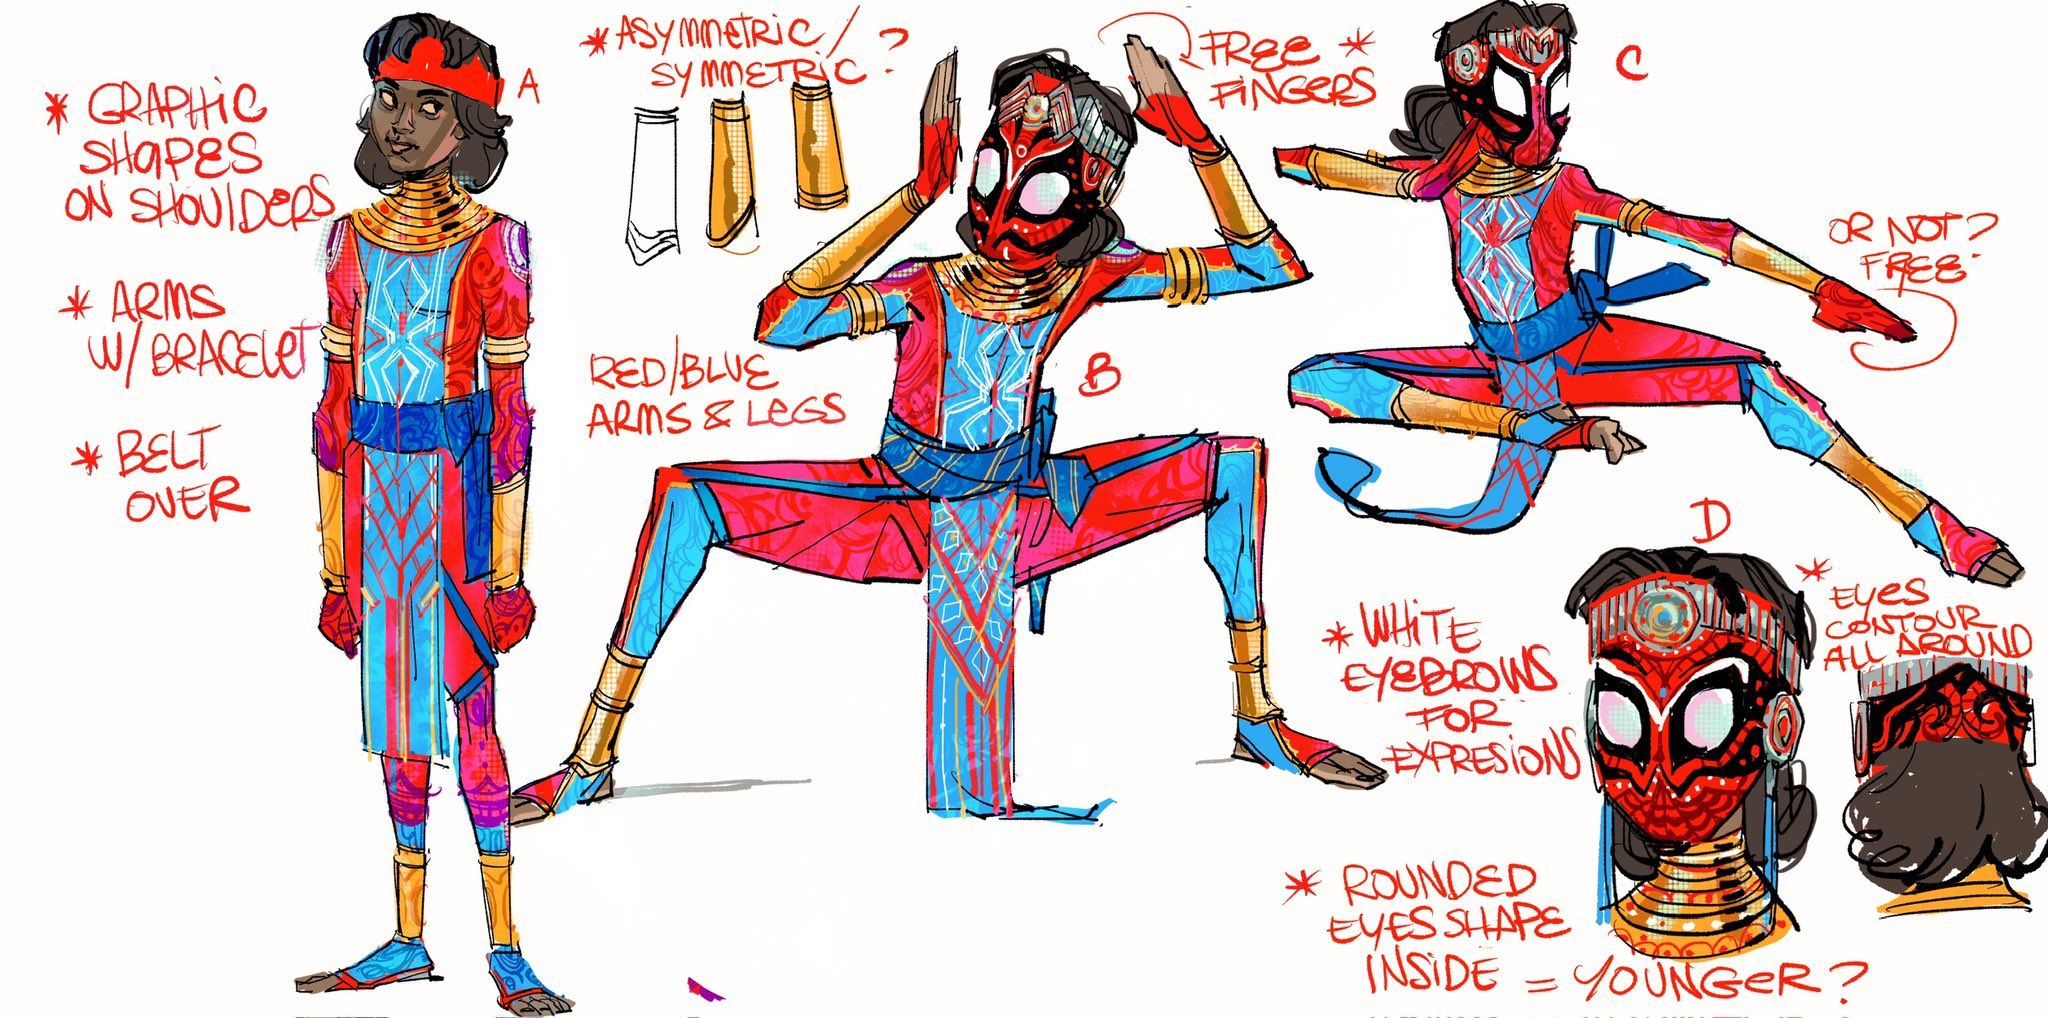 * GRAPHIC
SHAPES
ON SHOULDERS
* ARMS
W/ BRACELET
* BELT
OVER
A
* ASYMMETRIC/
SYMMETRIC?
FREE *
FINGERS
RED/BLUE
ARMS & LEGS
B
C
OR NOT?
FREE
D
* WHITE
EYEBROWS
FOR
EXPRESIONS
*
EYES
CONTOUR
ALL AROUND
* ROUNDED
EYES SHAPE
INSIDE = YOUNGER?